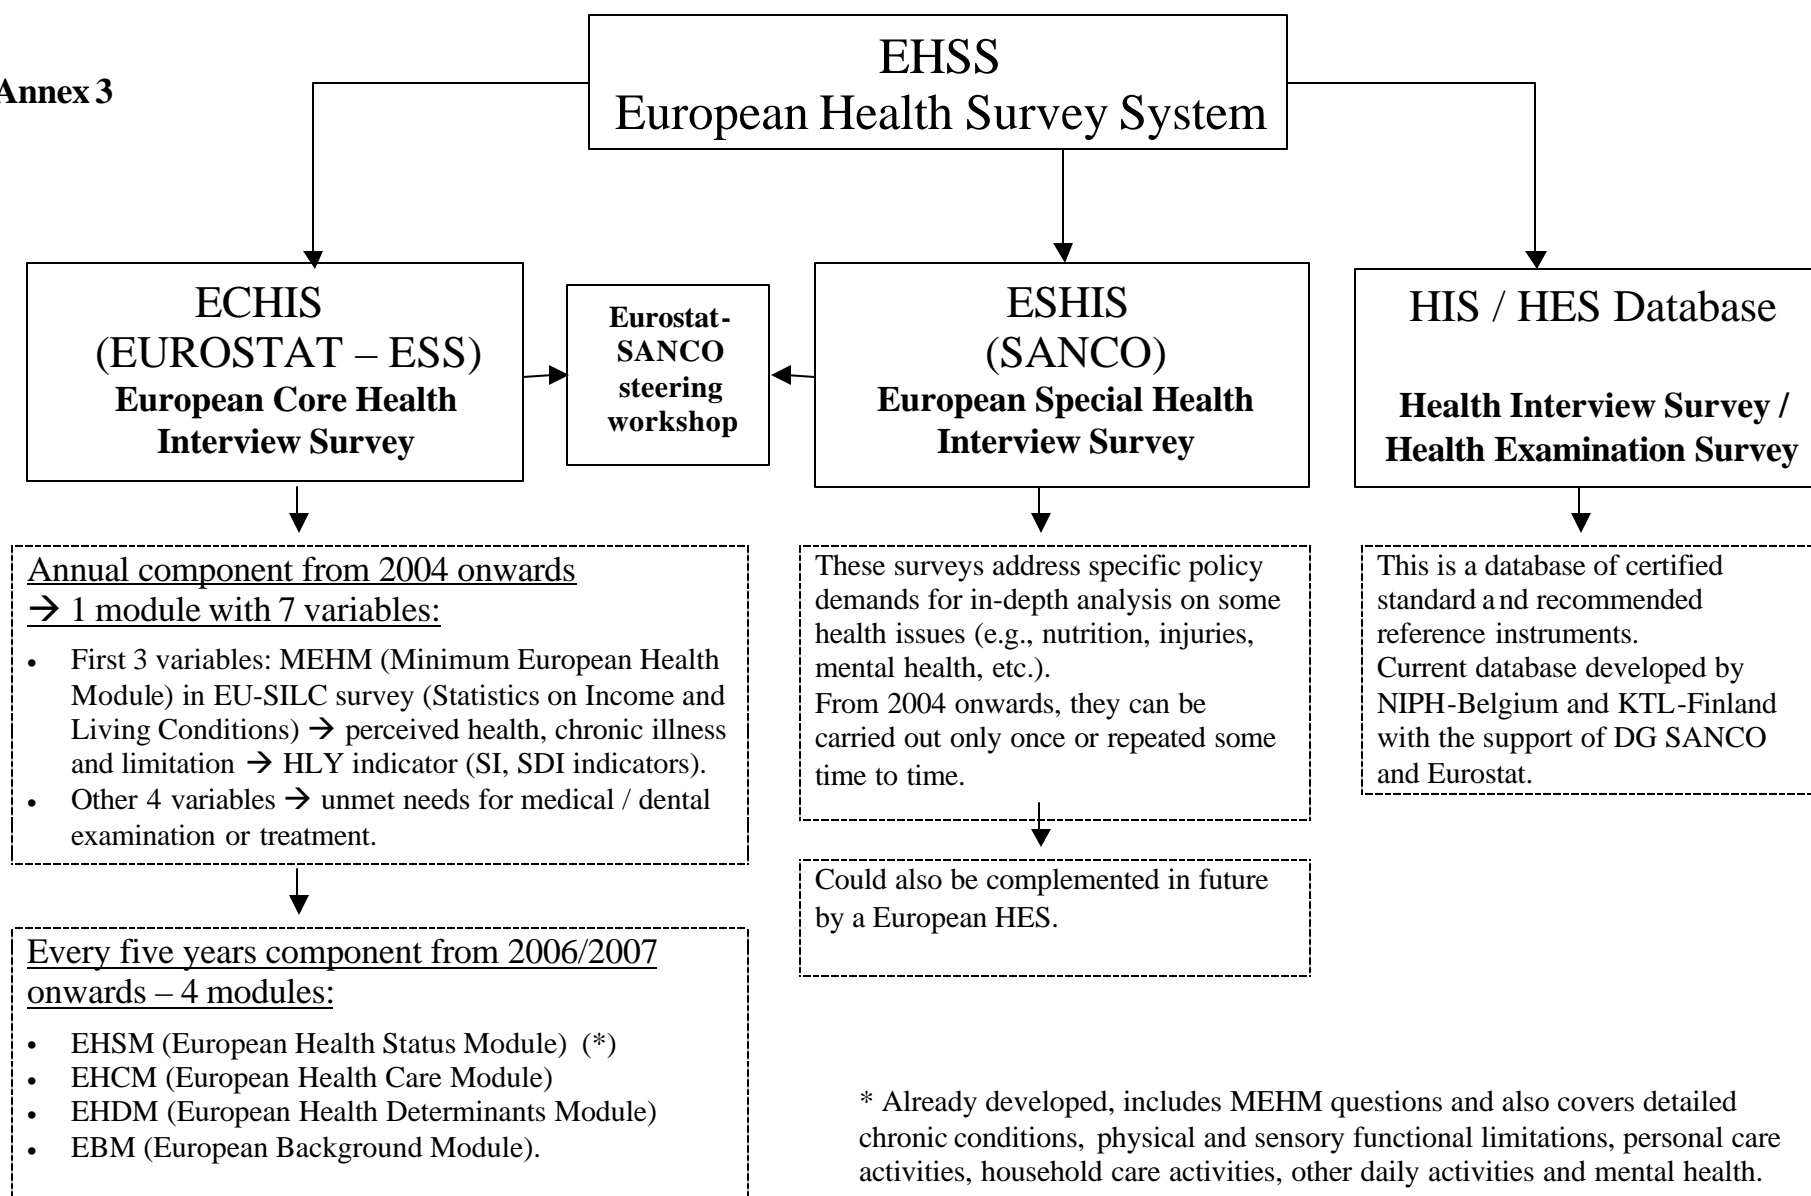 Annex 3
EHSS
European Health Survey System
ECHIS
(EUROSTAT – ESS)
European Core Health
Interview Survey
Eurostat-
SANCO
steering
workshop
ESHIS
(SANCO)
European Special Health
Interview Survey
HIS / HES Database
Health Interview Survey /
Health Examination Survey
Annual component from 2004 onwards
→ 1 module with 7 variables:
• First 3 variables: MEHM (Minimum European Health
Module) in EU-SILC survey (Statistics on Income and
Living Conditions) → perceived health, chronic illness
and limitation → HLY indicator (SI, SDI indicators).
• Other 4 variables → unmet needs for medical / dental
examination or treatment.
Every five years component from 2006/2007
onwards – 4 modules:
• EHSM (European Health Status Module) (*)
• EHCM (European Health Care Module)
• EHDM (European Health Determinants Module)
• EBM (European Background Module).
These surveys address specific policy
demands for in-depth analysis on some
health issues (e.g., nutrition, injuries,
mental health, etc.).
From 2004 onwards, they can be
carried out only once or repeated some
time to time.
Could also be complemented in future
by a European HES.
This is a database of certified
standard and recommended
reference instruments.
Current database developed by
NIPH-Belgium and KTL-Finland
with the support of DG SANCO
and Eurostat.
* Already developed, includes MEHM questions and also covers detailed
chronic conditions, physical and sensory functional limitations, personal care
activities, household care activities, other daily activities and mental health.